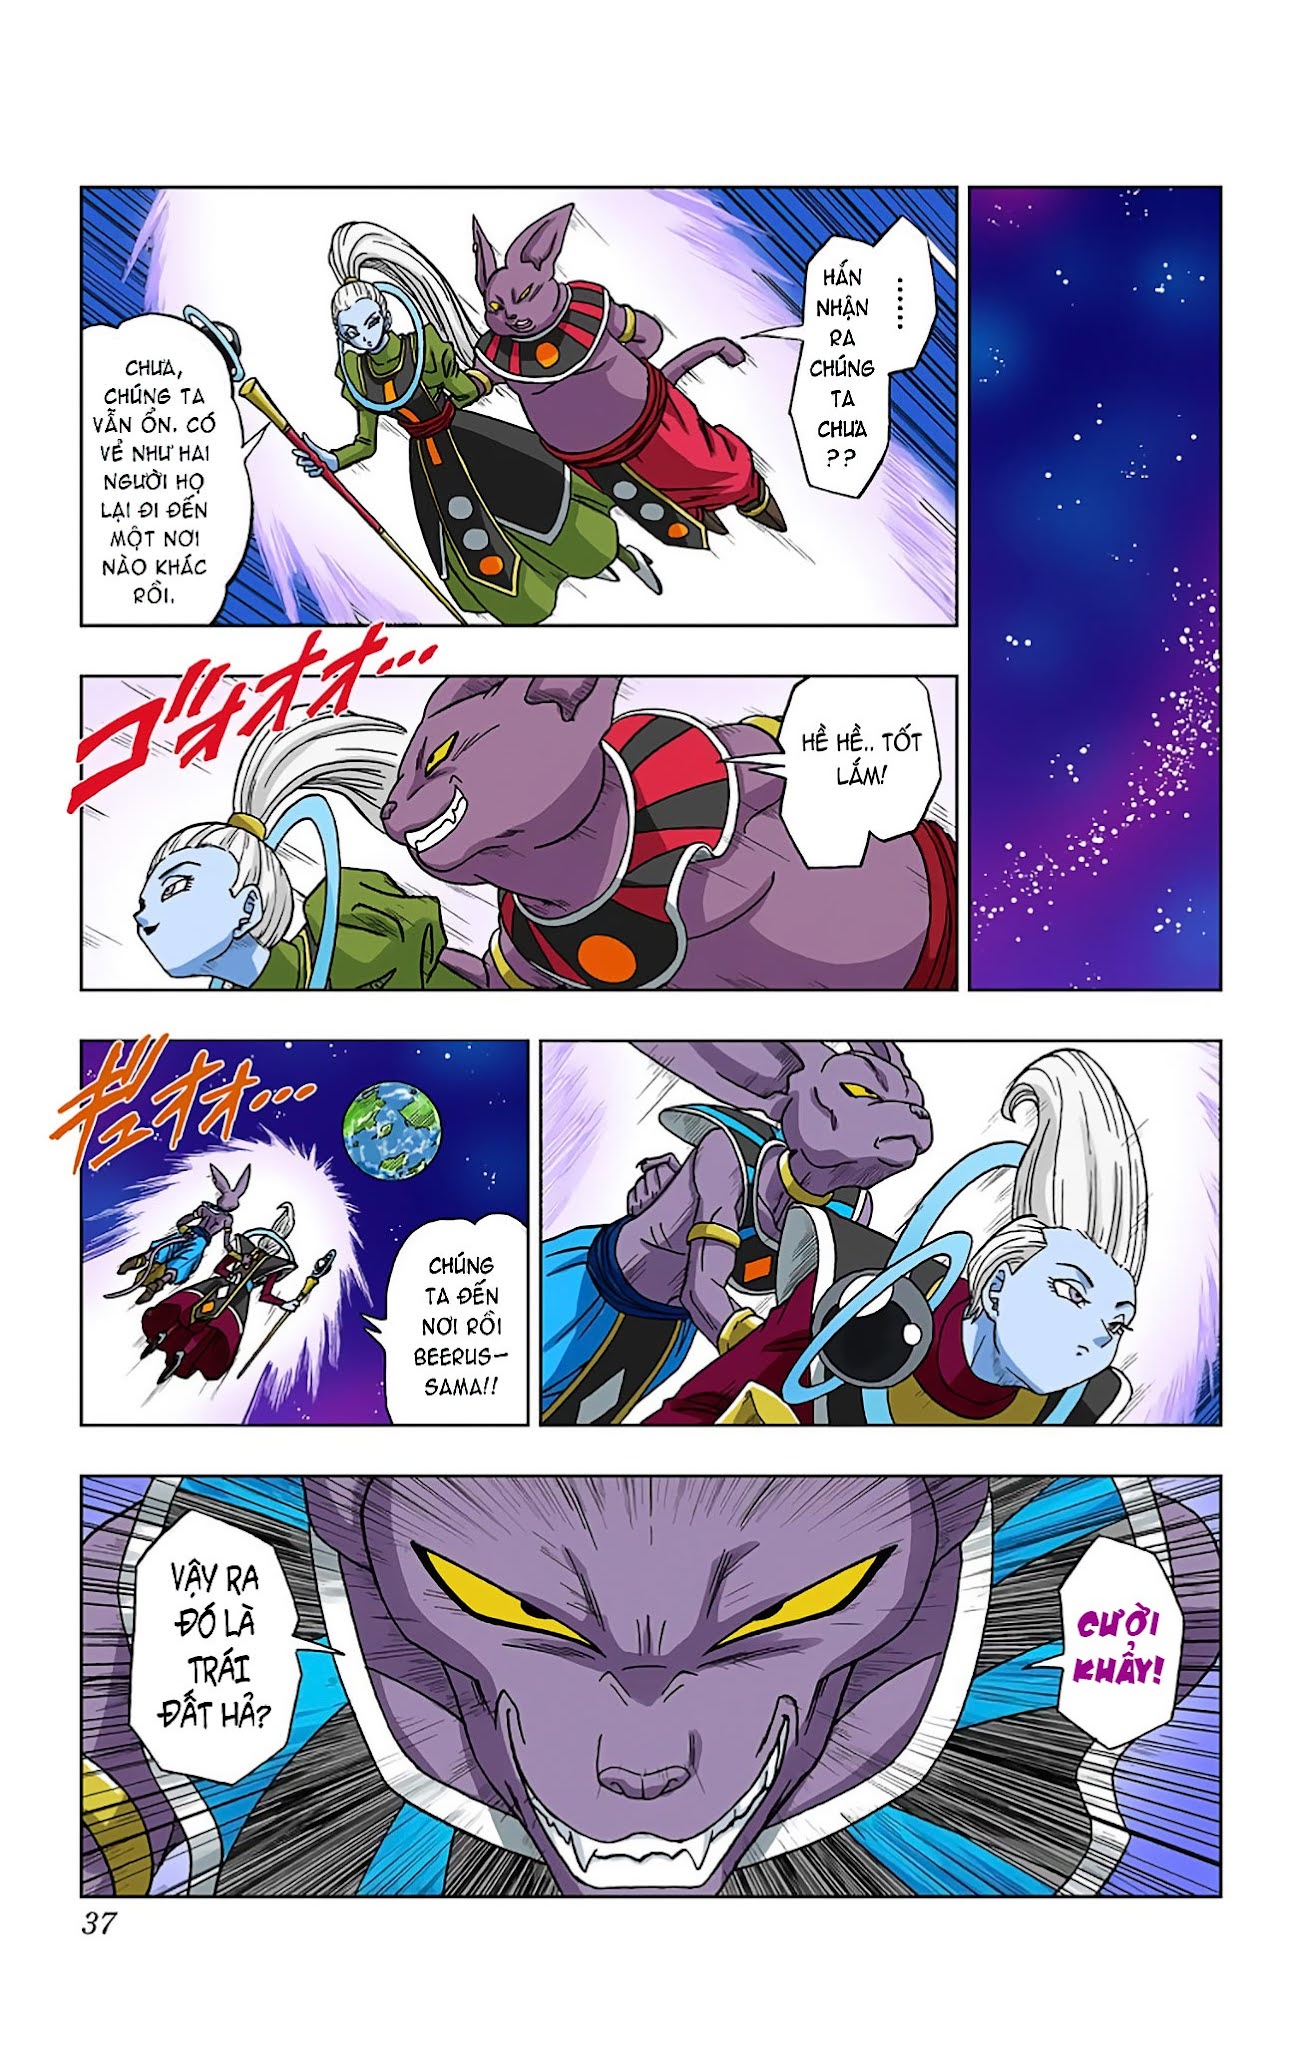 ......
HẮN
NHẬN
RA
CHÚNG
TA
CHƯA
??
CHƯA,
CHÚNG TA
VẪN ỔN. CÓ
VẺ NHƯ HAI
NGƯỜI HỌ
LẠI ĐI ĐẾN
MỘT NƠI
NÀO KHÁC
RỒI.
ゴオオオ…
HỀ HỀ.. TỐT
LẮM!
ギュオオ…
CHÚNG
TA ĐẾN
NƠI RỒI
BEERUS-
SAMA!!
CƯỜI
KHẨY!
VẬY RA
ĐÓ LÀ
TRÁI
ĐẤT HẢ?
37